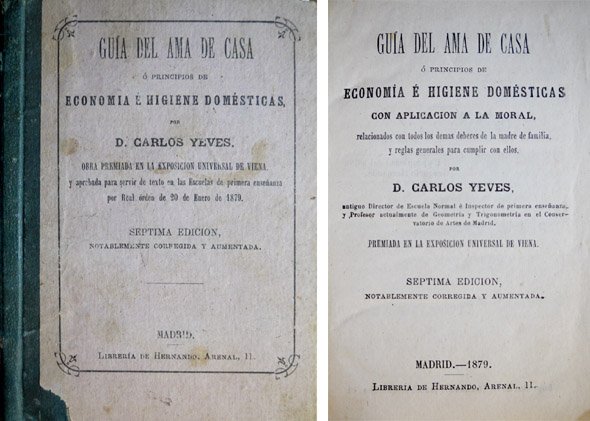 GUÍA DEL AMA DE CASA
Ó PRINCIPIOS DE
ECONOMIA É HIGIENE DOMÉSTICAS,
POR
D. CARLOS YEVES.
OBRA PREMIADA EN LA EXPOSICION UNIVERSAL DE VIENA.
y aprobada para servir de texto en las Escuelas de primera enseñanza
por Real órden de 20 de Enero de 1879.
SEPTIMA EDICION,
NOTABLEMENTE CORREGIDA Y AUMENTADA.
MADRID.
LIBRERÍA DE HERNANDO, ARENAL, 11.
GUÍA DEL AMA DE CASA
Ó PRINCIPIOS DE
ECONOMÍA É HIGIENE DOMÉSTICAS
CON APLICACION A LA MORAL,
relacionados con todos los demas deberes de la madre de familia,
y reglas generales para cumplir con ellos.
POR
D. CARLOS YEVES,
antiguo Director de Escuela Normal é Inspector de primera enseñanza,
y Profesor actualmente de Geometría y Trigonometría en el Conser-
vatorio de Artes de Madrid.
PREMIADA EN LA EXPOSICION UNIVERSAL DE VIENA.
SEPTIMA EDICION
NOTABLEMENTE CORREGIDA Y AUMENTADA.
MADRID.—1879.
LIBRERIA DE HERNANDO, ARENAL, 11.